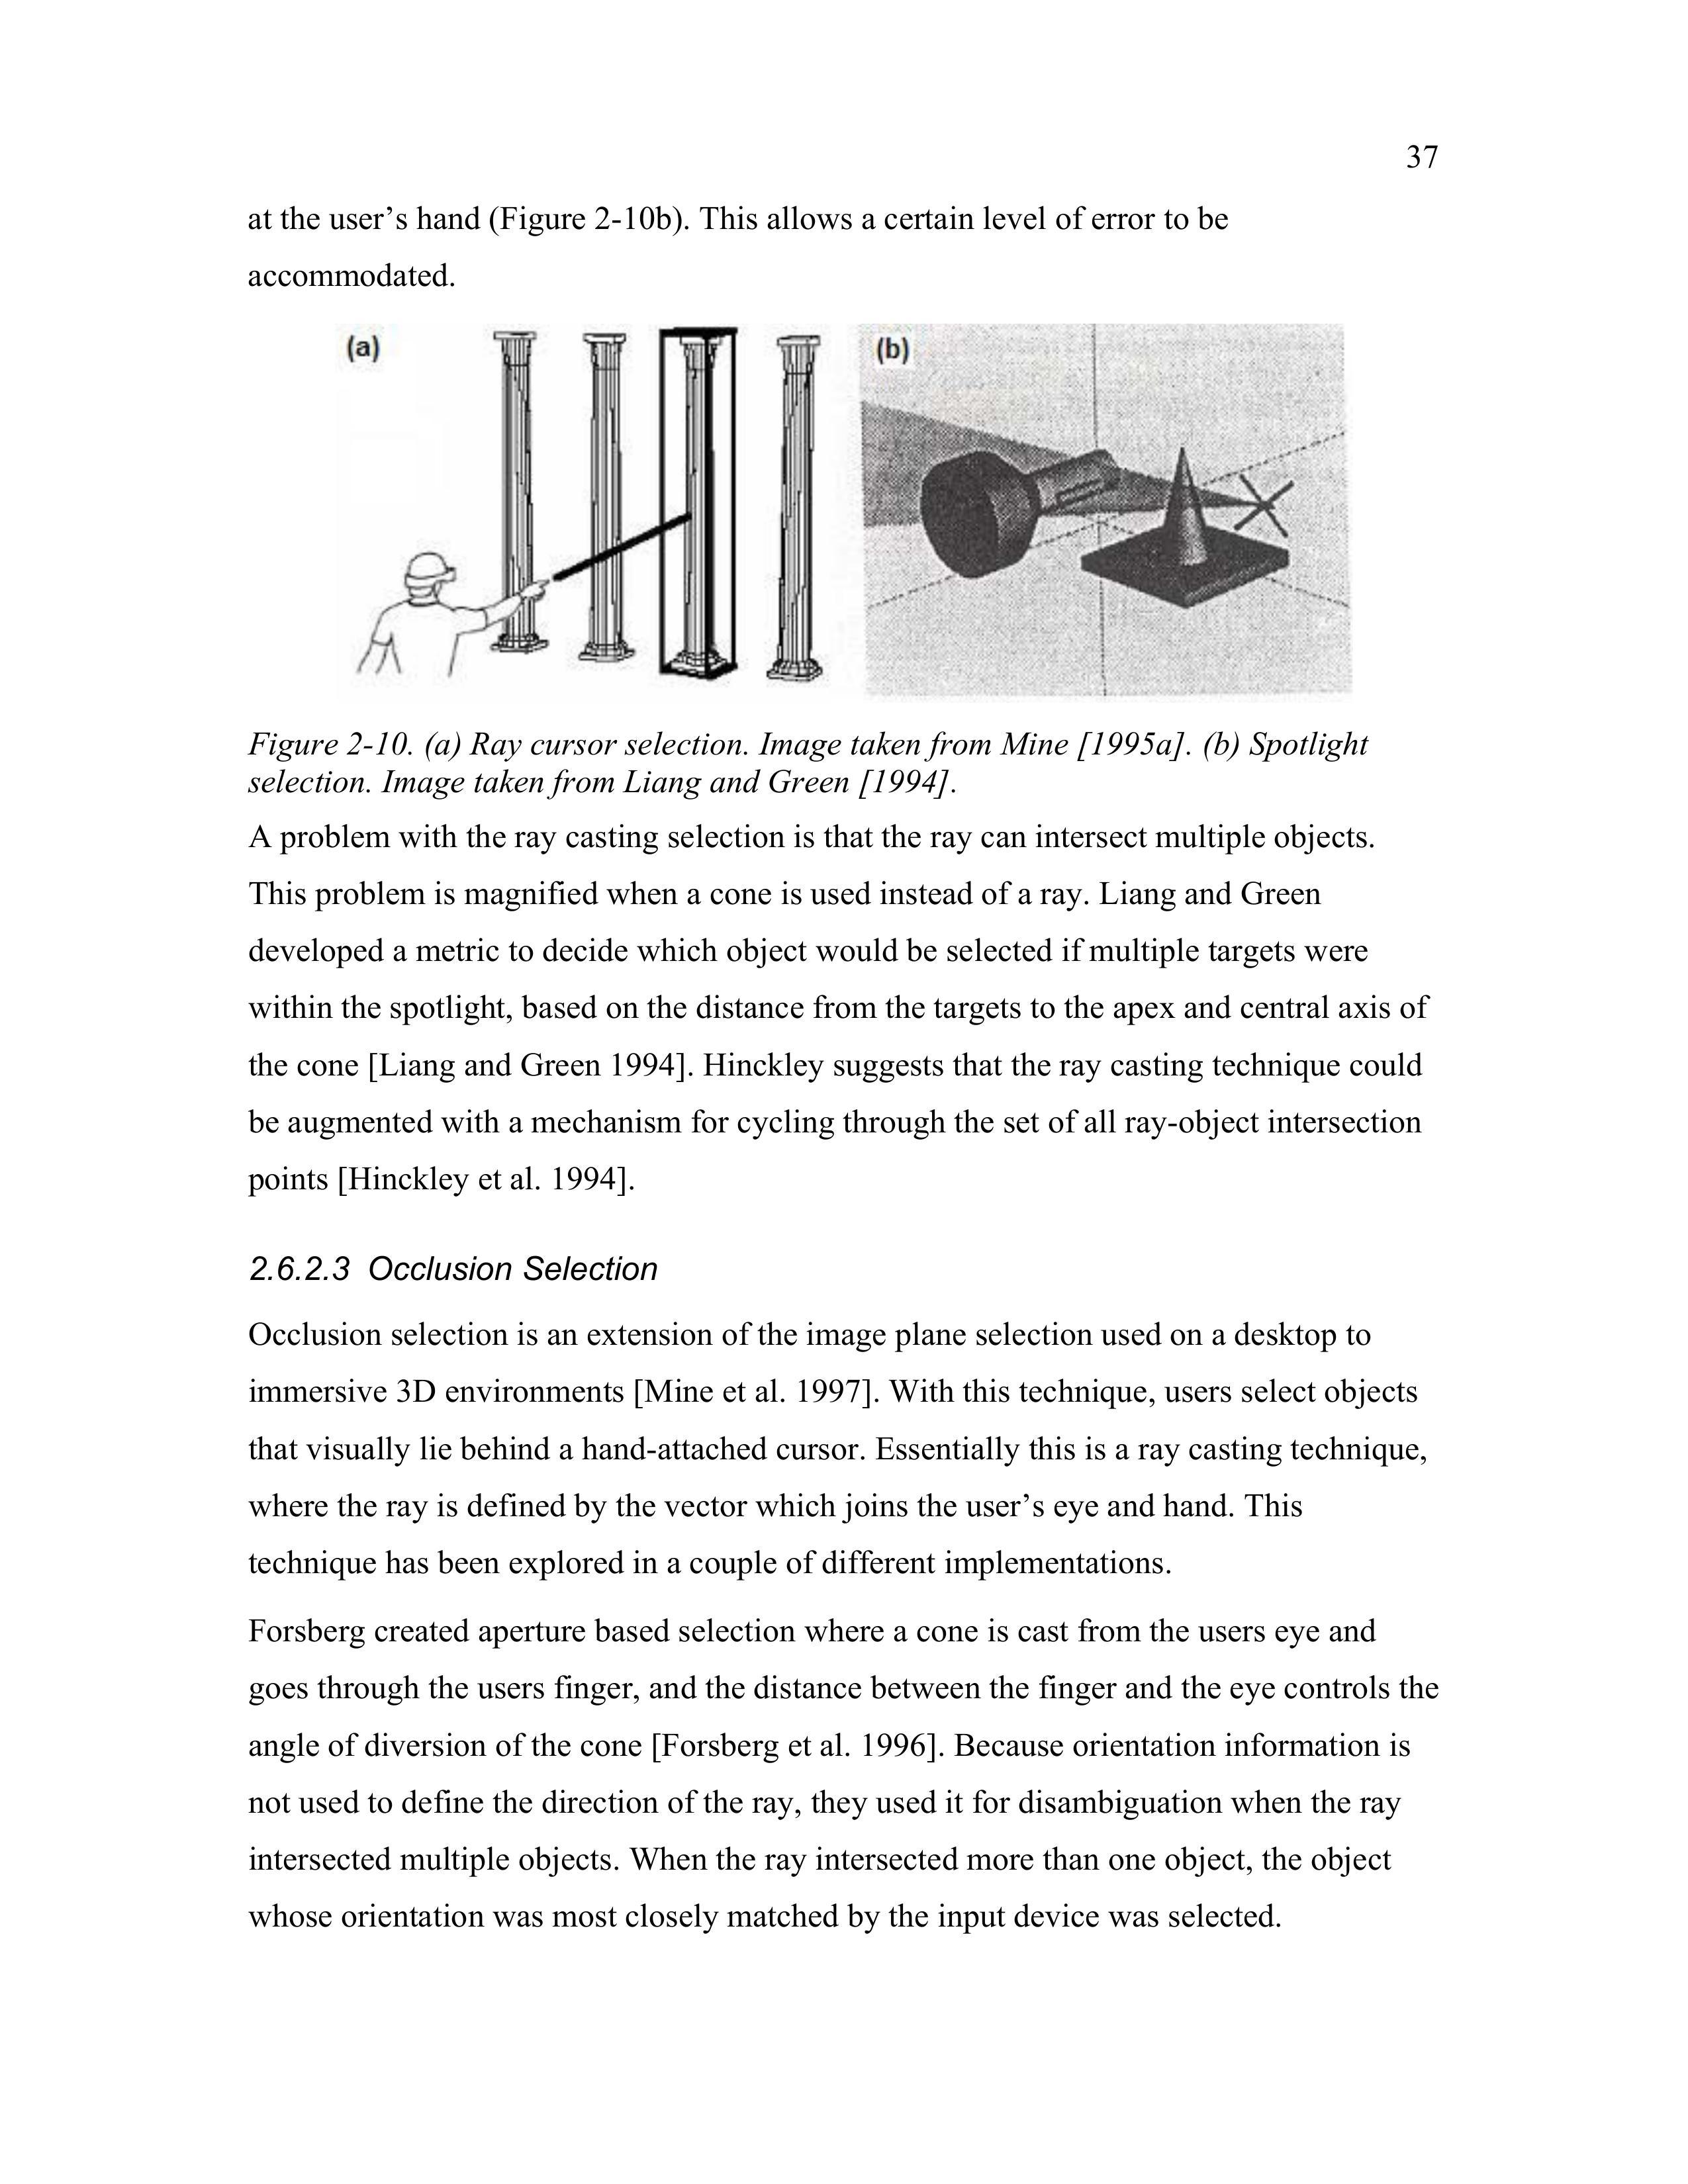 37
at the user’s hand (Figure 2-10b). This allows a certain level of error to be
accommodated.
(a)
(b)
Figure 2-10. (a) Ray cursor selection. Image taken from Mine [1995a]. (b) Spotlight
selection. Image taken from Liang and Green [1994].
A problem with the ray casting selection is that the ray can intersect multiple objects.
This problem is magnified when a cone is used instead of a ray. Liang and Green
developed a metric to decide which object would be selected if multiple targets were
within the spotlight, based on the distance from the targets to the apex and central axis of
the cone [Liang and Green 1994]. Hinckley suggests that the ray casting technique could
be augmented with a mechanism for cycling through the set of all ray-object intersection
points [Hinckley et al. 1994].
2.6.2.3 Occlusion Selection
Occlusion selection is an extension of the image plane selection used on a desktop to
immersive 3D environments [Mine et al. 1997]. With this technique, users select objects
that visually lie behind a hand-attached cursor. Essentially this is a ray casting technique,
where the ray is defined by the vector which joins the user’s eye and hand. This
technique has been explored in a couple of different implementations.
Forsberg created aperture based selection where a cone is cast from the users eye and
goes through the users finger, and the distance between the finger and the eye controls the
angle of diversion of the cone [Forsberg et al. 1996]. Because orientation information is
not used to define the direction of the ray, they used it for disambiguation when the ray
intersected multiple objects. When the ray intersected more than one object, the object
whose orientation was most closely matched by the input device was selected.